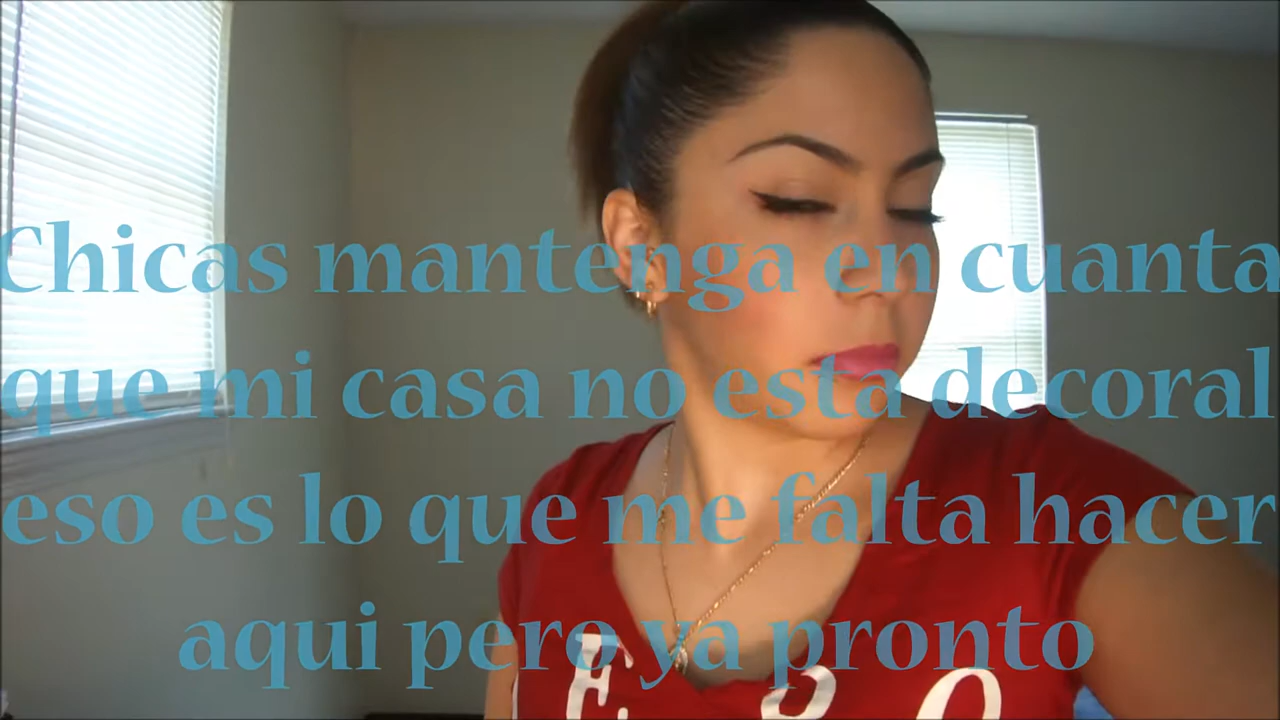 Chicas mantenga en cuanta
que mi casa no esta decoral
eso es lo que me falta hacer
aqui pero ya pronto